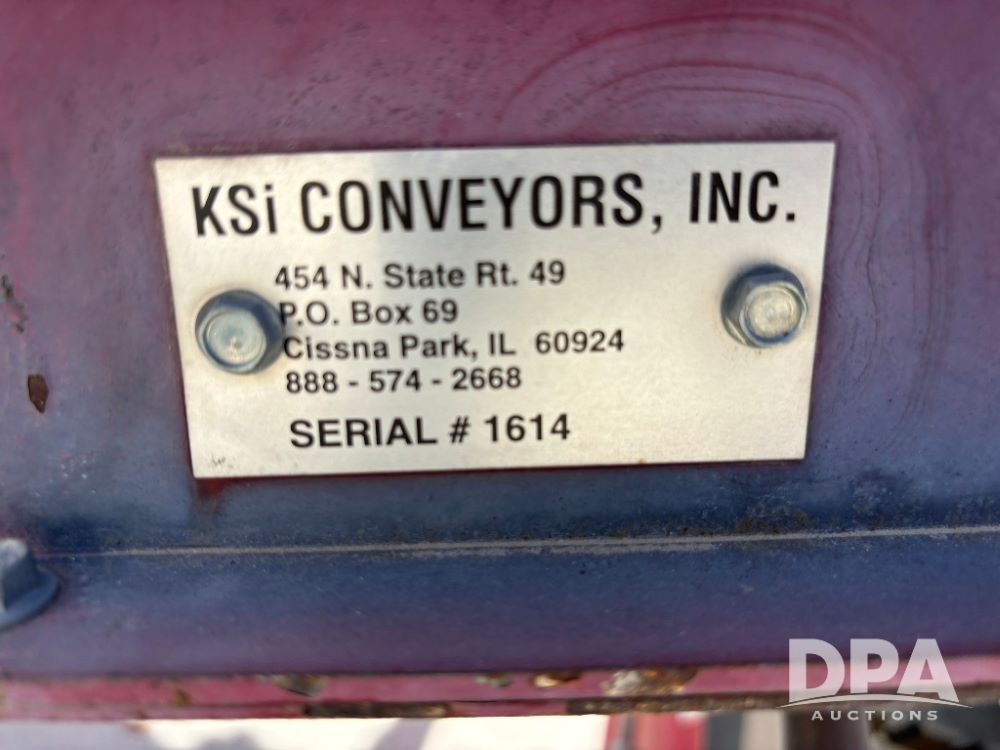 KSi CONVEYORS, INC.
454 N. State Rt. 49
P.O. Box 69
Cissna Park, IL 60924
888 - 574 - 2668
SERIAL # 1614
DPA
AUCTIONS